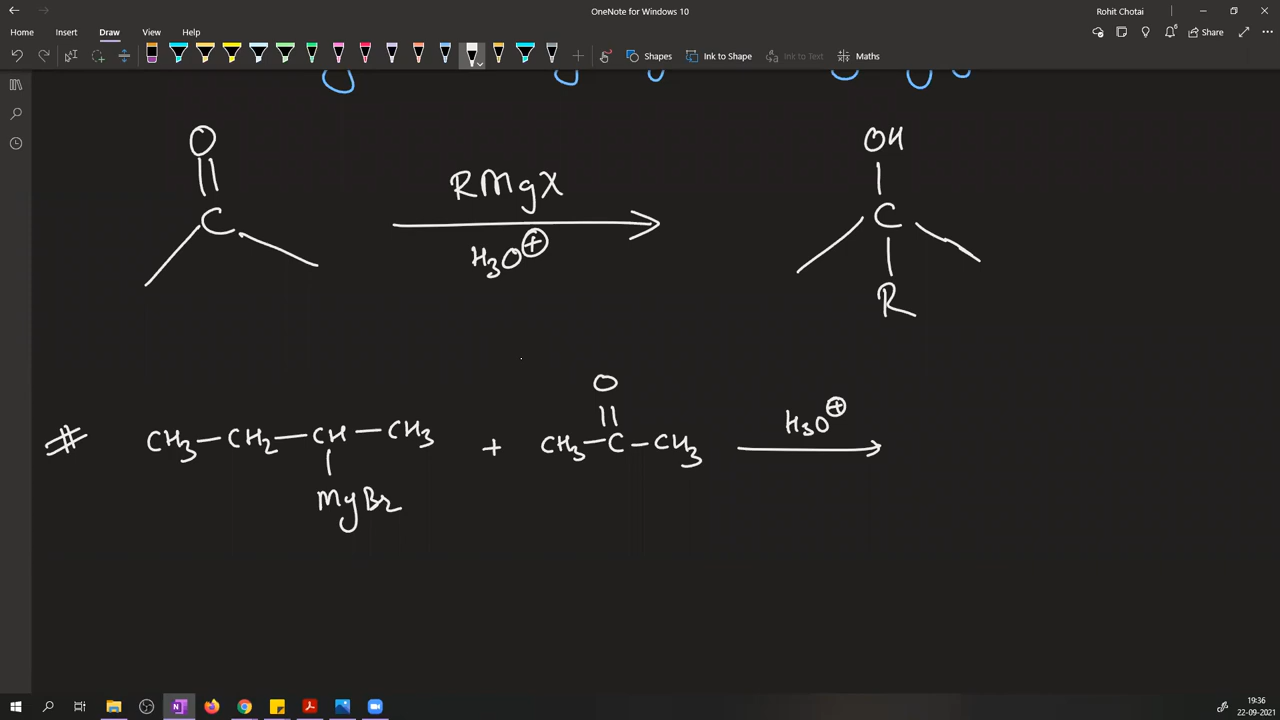 OneNote for Windows 10
Rohit Chotai
Home Insert Draw View Help
Share
Shapes Ink to Shape Ink to Text Maths
O
||
C
RMgX
H₃O⊕
OH
C
R
O
||
CH₃—CH₂—CH—CH₃ + CH₃—C—CH₃ H₃O⊕
MgBr
19:36
22-09-2021